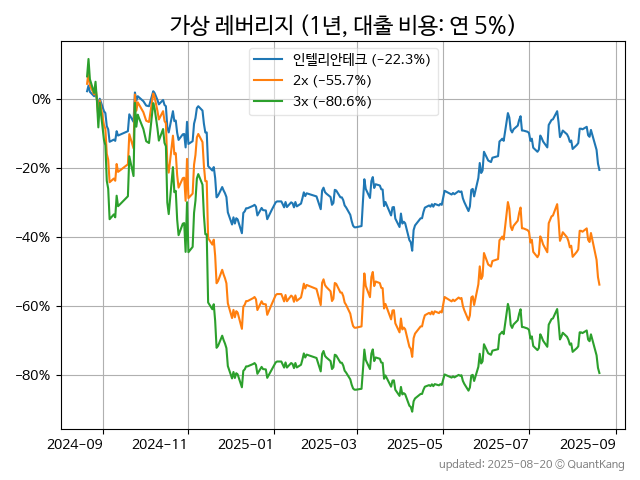 가상 레버리지 (1년, 대출 비용: 연 5%)
인텔리안테크 (−22.3%)
2x (−55.7%)
3x (−80.6%)
0%
−20%
−40%
−60%
−80%
2024-09 2024-11 2025-01 2025-03 2025-05 2025-07 2025-09
updated: 2025-08-20 © QuantKang